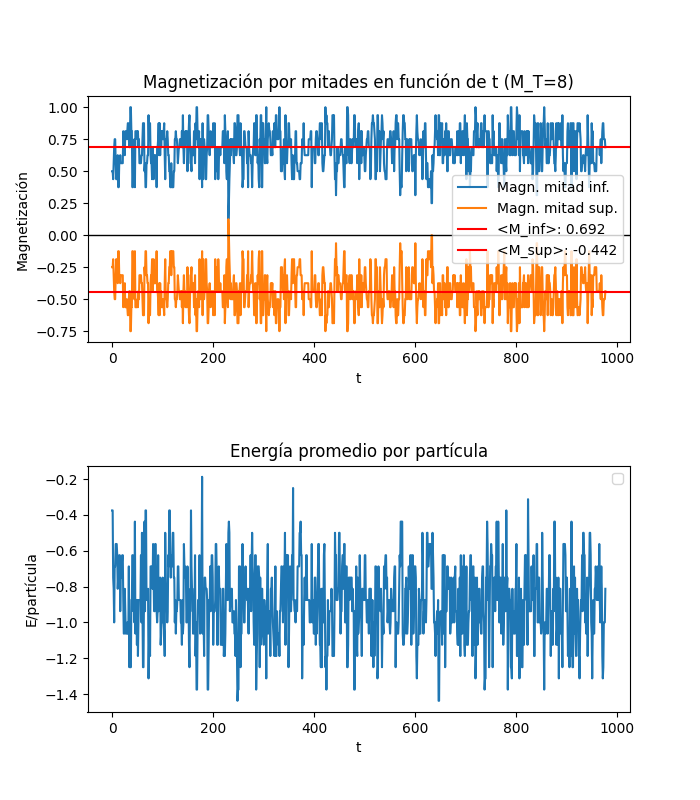 Magnetización por mitades en función de t (M_T=8)
Magnetización
1.00
0.75
0.50
0.25
0.00
−0.25
−0.50
−0.75
Magn. mitad inf.
Magn. mitad sup.
<M_inf>: 0.692
<M_sup>: -0.442
0
200
400
600
800
1000
t
Energía promedio por partícula
E/partícula
−0.2
−0.4
−0.6
−0.8
−1.0
−1.2
−1.4
0
200
400
600
800
1000
t